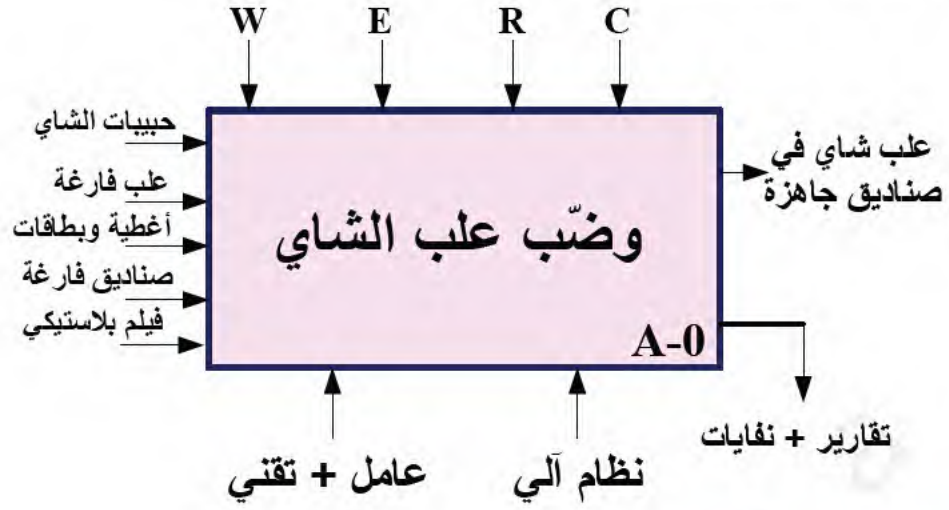 W E R C
حبيبات الشاي
علب فارغة
أغطية وبطاقات
صناديق فارغة
فيلم بلاستيكي
وضّب علب الشاي
A-0
علب شاي في
صناديق جاهزة
تقارير + نفايات
نظام آلي
عامل + تقني